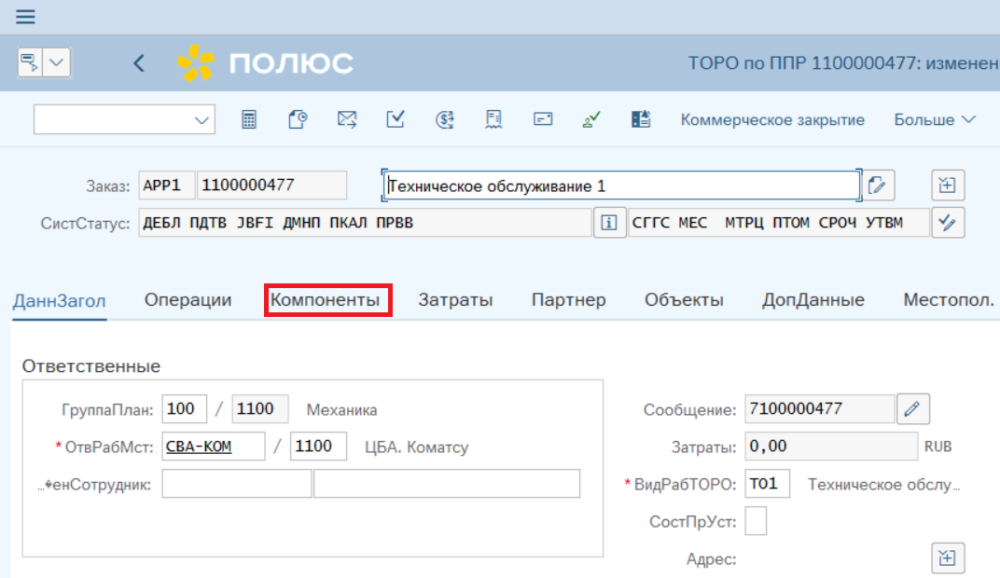 ПОЛЮС
ТОРО по ППР 1100000477: изменен
Коммерческое закрытие Больше
Заказ: APP1 1100000477 Техническое обслуживание 1
СистСтатус: ДЕБЛ ПДТВ JBFI ДМНП ПКАЛ ПРВВ СГГС МЕС МТРЦ ПТОМ СРОЧ УТВМ
ДаннЗагол Операции Компоненты Затраты Партнер Объекты ДопДанные Местопол.
Ответственные
ГруппаПлан: 100 / 1100 Механика
Сообщение: 7100000477
* ОтвРабМст: СВА-КОМ / 1100 ЦБА. Коматсу
Затраты: 0,00 RUB
...енСотрудник:
* ВидРабТОРО: T01 Техническое обслу...
СостПрУст:
Адрес: